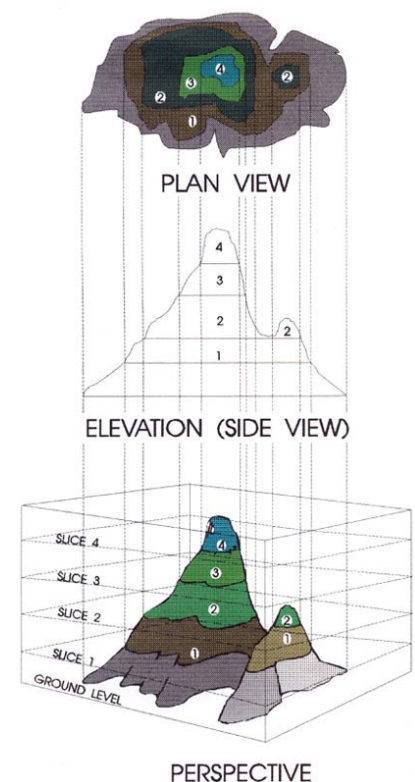 4
3
2
2
1
PLAN VIEW
4
3
2
2
1
ELEVATION (SIDE VIEW)
SLICE 4
4
SLICE 3
3
SLICE 2
2
2
1
1
SLICE 1
GROUND LEVEL
PERSPECTIVE